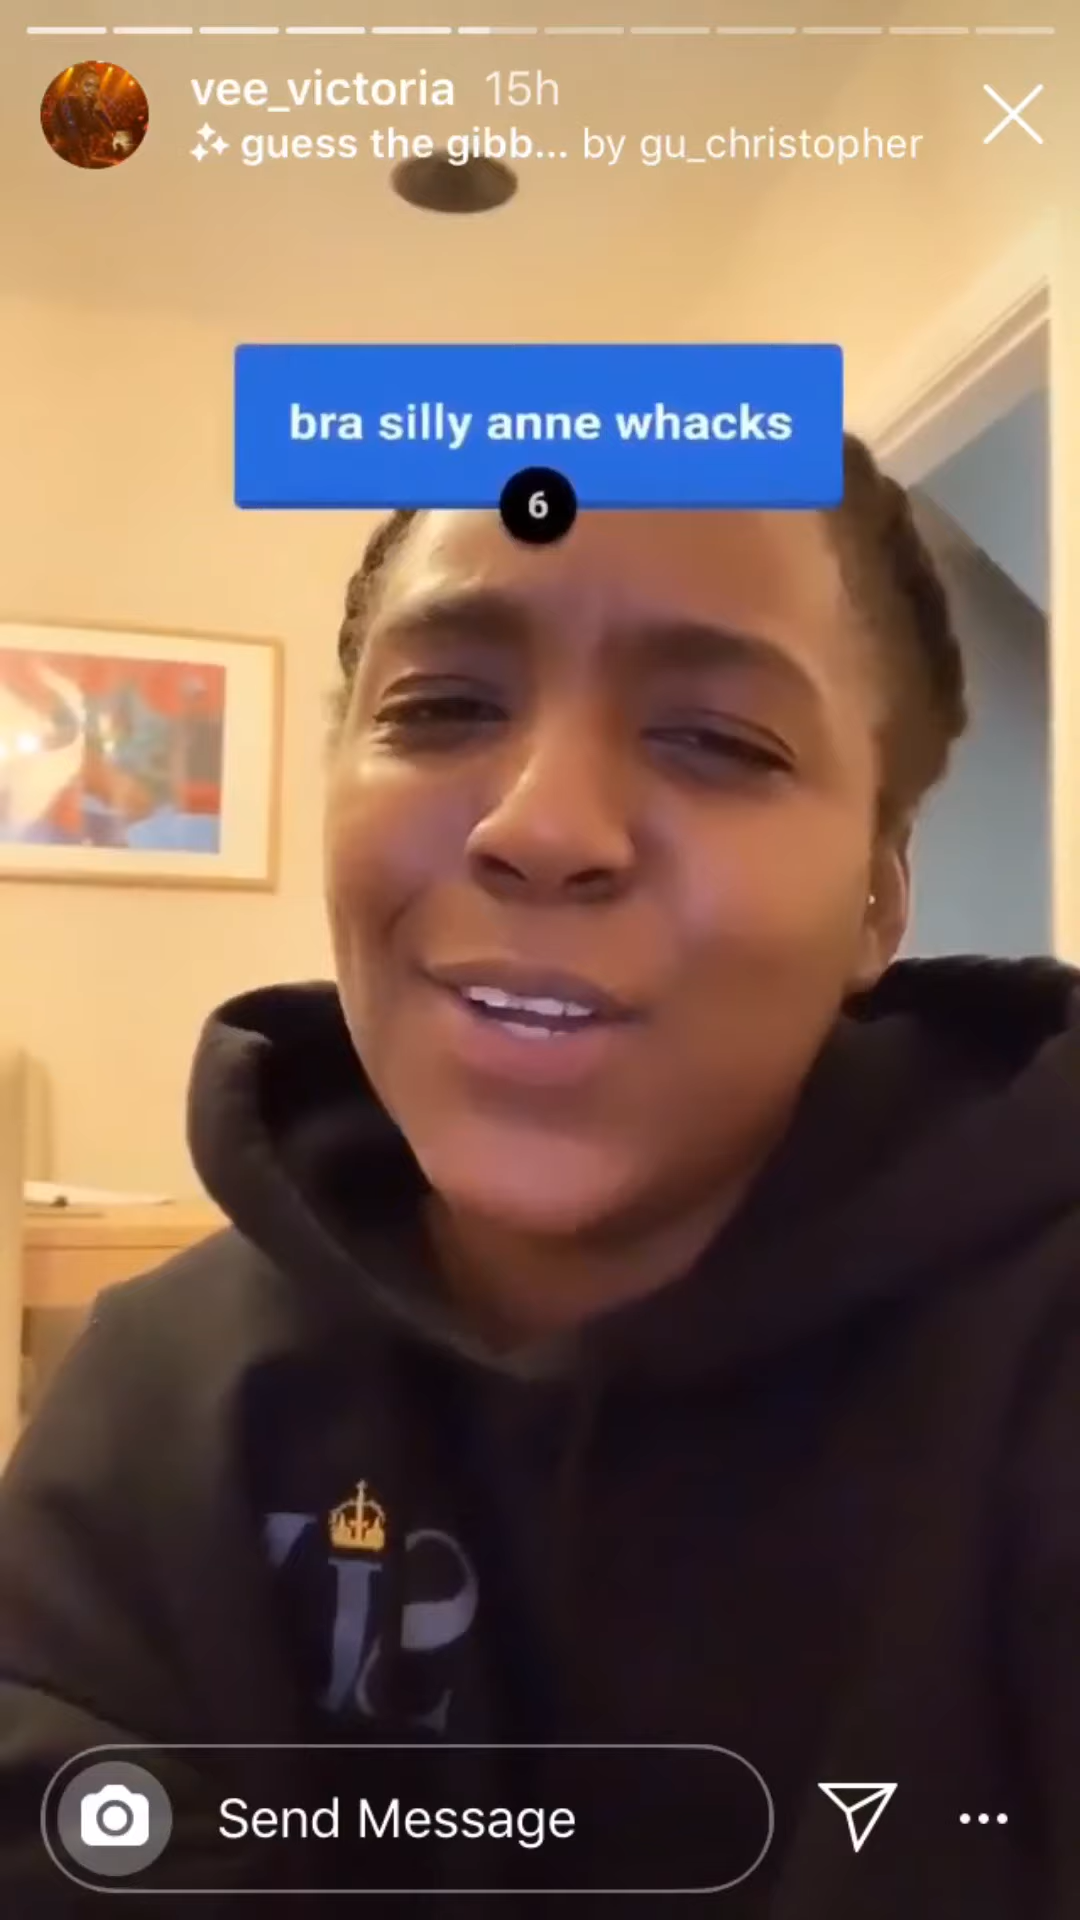 vee_victoria 15h
guess the gibb... by gu_christopher
bra silly anne whacks
6
Send Message